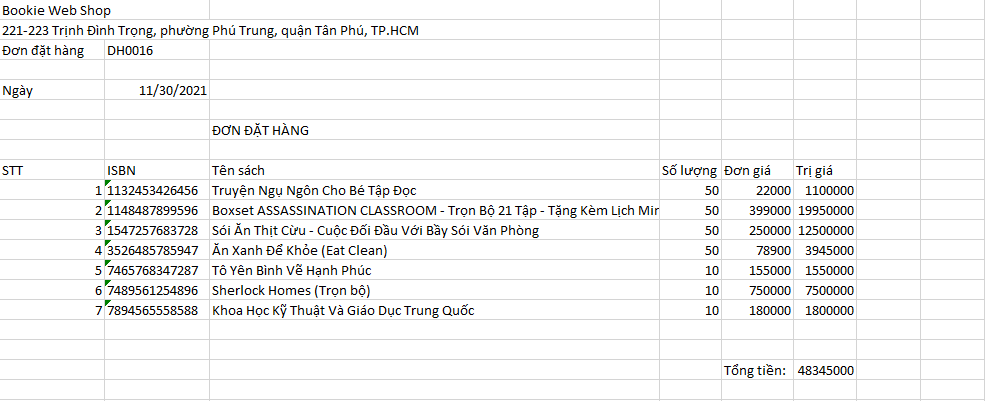 Bookie Web Shop
221-223 Trịnh Đình Trọng, phường Phú Trung, quận Tân Phú, TP.HCM
Đơn đặt hàng DH0016
Ngày 11/30/2021
ĐƠN ĐẶT HÀNG
STT ISBN Tên sách Số lượng Đơn giá Trị giá
1 1132453426456 Truyện Ngụ Ngôn Cho Bé Tập Đọc 50 22000 1100000
2 1148487899596 Boxset ASSASSINATION CLASSROOM - Trọn Bộ 21 Tập - Tặng Kèm Lịch Mir 50 399000 19950000
3 1547257683728 Sói Ăn Thịt Cừu - Cuộc Đối Đầu Với Bầy Sói Văn Phòng 50 250000 12500000
4 3526485785947 Ăn Xanh Để Khỏe (Eat Clean) 50 78900 3945000
5 7465768347287 Tô Yên Bình Vẽ Hạnh Phúc 10 155000 1550000
6 7489561254896 Sherlock Homes (Trọn bộ) 10 750000 7500000
7 7894565558588 Khoa Học Kỹ Thuật Và Giáo Dục Trung Quốc 10 180000 1800000
Tổng tiền: 48345000